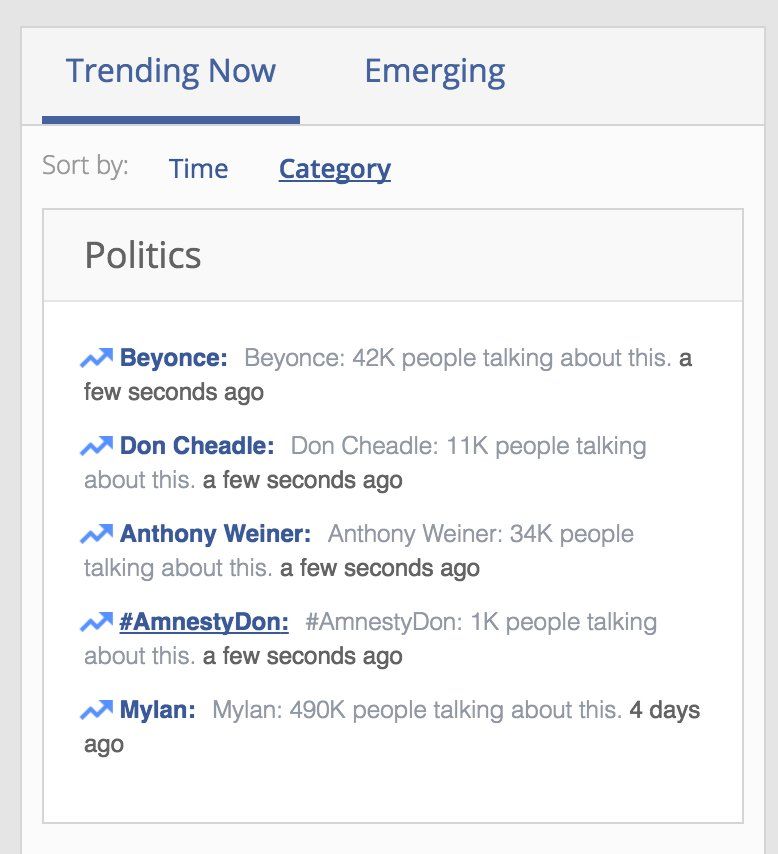 Trending Now Emerging
Sort by: Time Category
Politics
Beyonce: Beyonce: 42K people talking about this. a
few seconds ago
Don Cheadle: Don Cheadle: 11K people talking
about this. a few seconds ago
Anthony Weiner: Anthony Weiner: 34K people
talking about this. a few seconds ago
#AmnestyDon: #AmnestyDon: 1K people talking
about this. a few seconds ago
Mylan: Mylan: 490K people talking about this. 4 days
ago